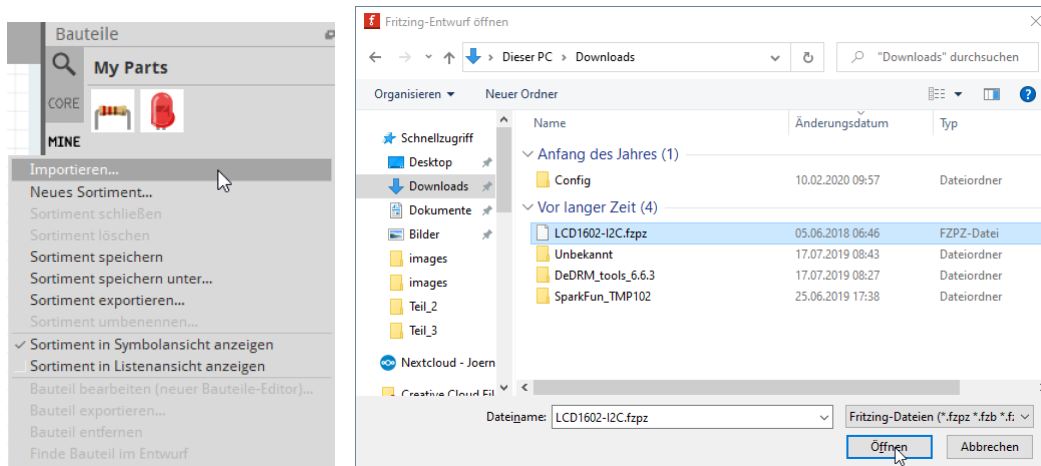 Bauteile
My Parts
CORE
MINE
Importieren...
Neues Sortiment...
Sortiment schließen
Sortiment löschen
Sortiment speichern
Sortiment speichern unter...
Sortiment exportieren...
Sortiment umbenennen...
Sortiment in Symbolansicht anzeigen
Sortiment in Listenansicht anzeigen
Bauteil bearbeiten (neuer Bauteile-Editor)...
Bauteil exportieren...
Bauteil entfernen
Finde Bauteil im Entwurf
Fritzing-Entwurf öffnen
Dieser PC > Downloads
"Downloads" durchsuchen
Organisieren
Neuer Ordner
Schnellzugriff
Desktop
Downloads
Dokumente
Bilder
images
images
Teil_2
Teil_3
Nextcloud - Joern
Creative Cloud Fil
Name Änderungsdatum Typ
Anfang des Jahres (1)
Config 10.02.2020 09:57 Dateiordner
Vor langer Zeit (4)
LCD1602-I2C.fzpz 05.06.2018 06:46 FZPZ-Datei
Unbekannt 17.07.2019 08:43 Dateiordner
DeDRM_tools_6.6.3 17.07.2019 08:27 Dateiordner
SparkFun_TMP102 25.06.2019 17:38 Dateiordner
Dateiname: LCD1602-I2C.fzpz
Fritzing-Dateien (*.fzpz *.fzb *.f:
Öffnen
Abbrechen